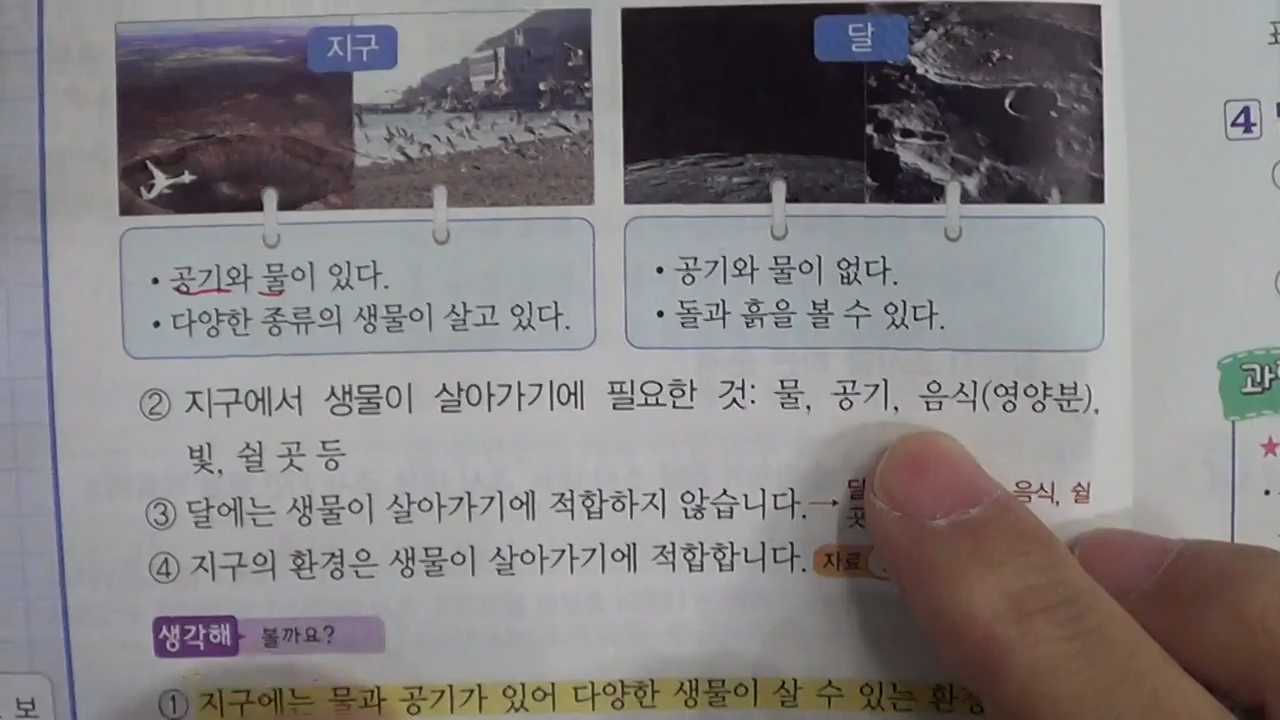 지구
달
• 공기와 물이 있다.
• 다양한 종류의 생물이 살고 있다.
• 공기와 물이 없다.
• 돌과 흙을 볼 수 있다.
② 지구에서 생물이 살아가기에 필요한 것: 물, 공기, 음식(영양분),
빛, 쉴 곳 등
③ 달에는 생물이 살아가기에 적합하지 않습니다.→ 음식, 쉴
④ 지구의 환경은 생물이 살아가기에 적합합니다. 자료
생각해 볼까요?
① 지구에는 물과 공기가 있어 다양한 생물이 살 수 있는
4
보